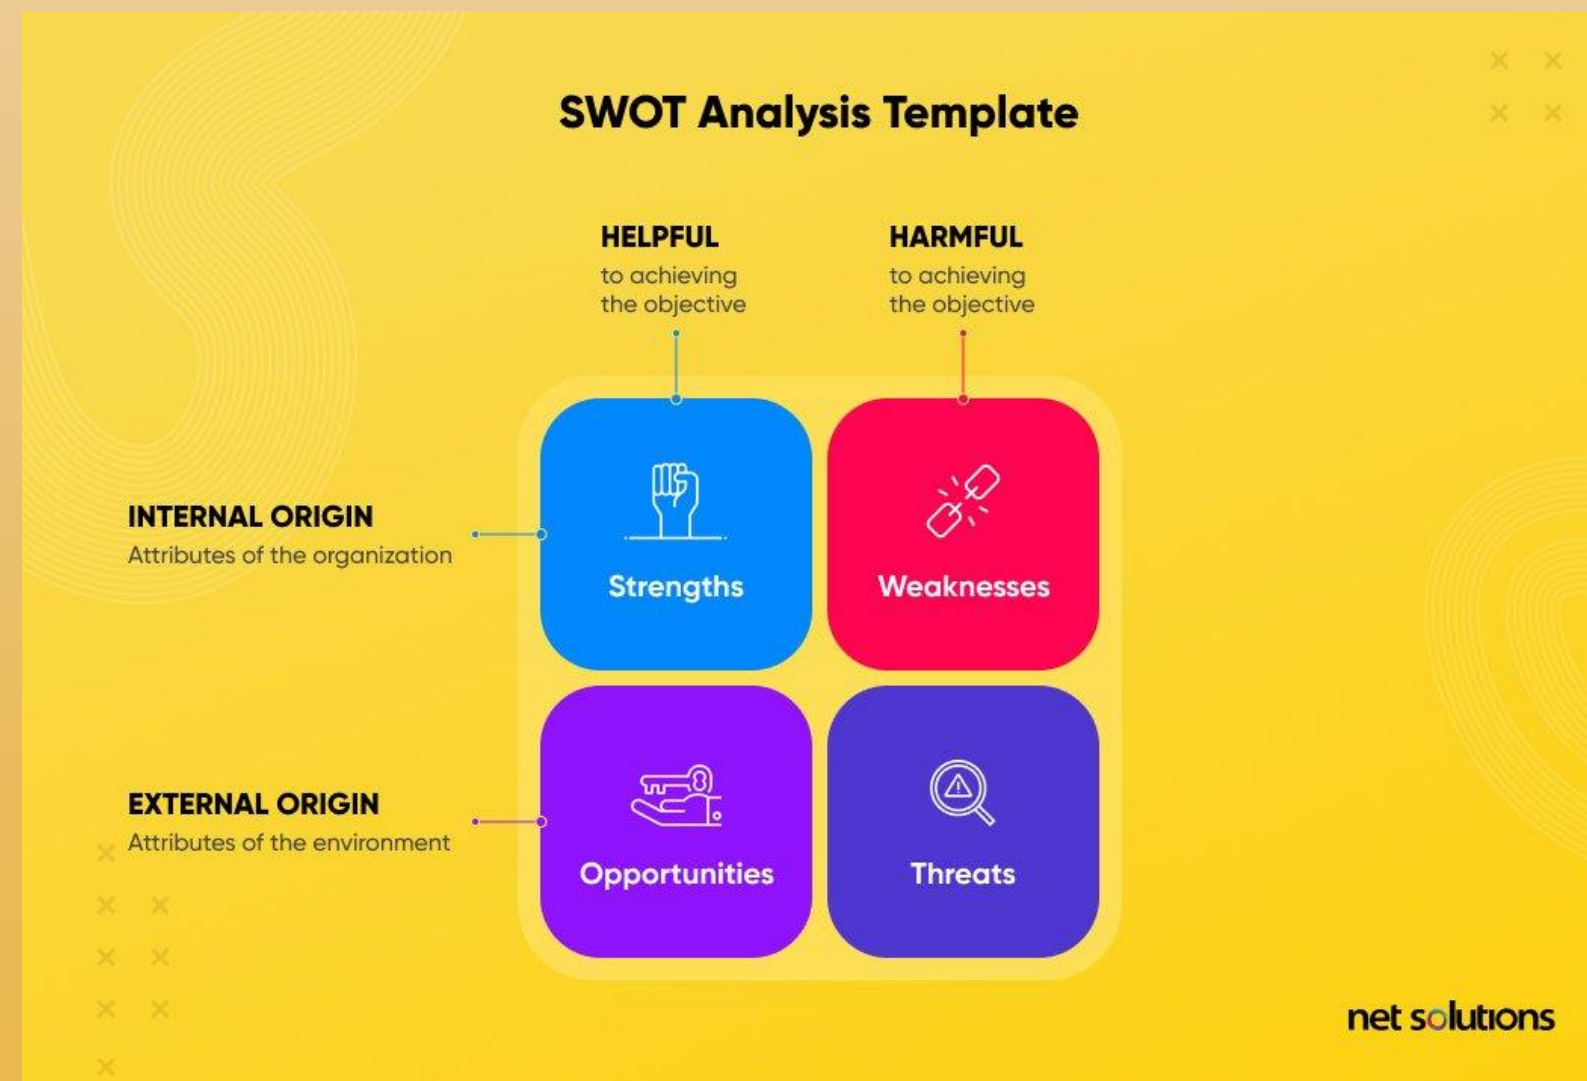 SWOT Analysis Template
HELPFUL
to achieving
the objective
HARMFUL
to achieving
the objective
INTERNAL ORIGIN
Attributes of the organization
Strengths
Weaknesses
EXTERNAL ORIGIN
Attributes of the environment
Opportunities
Threats
net solutions